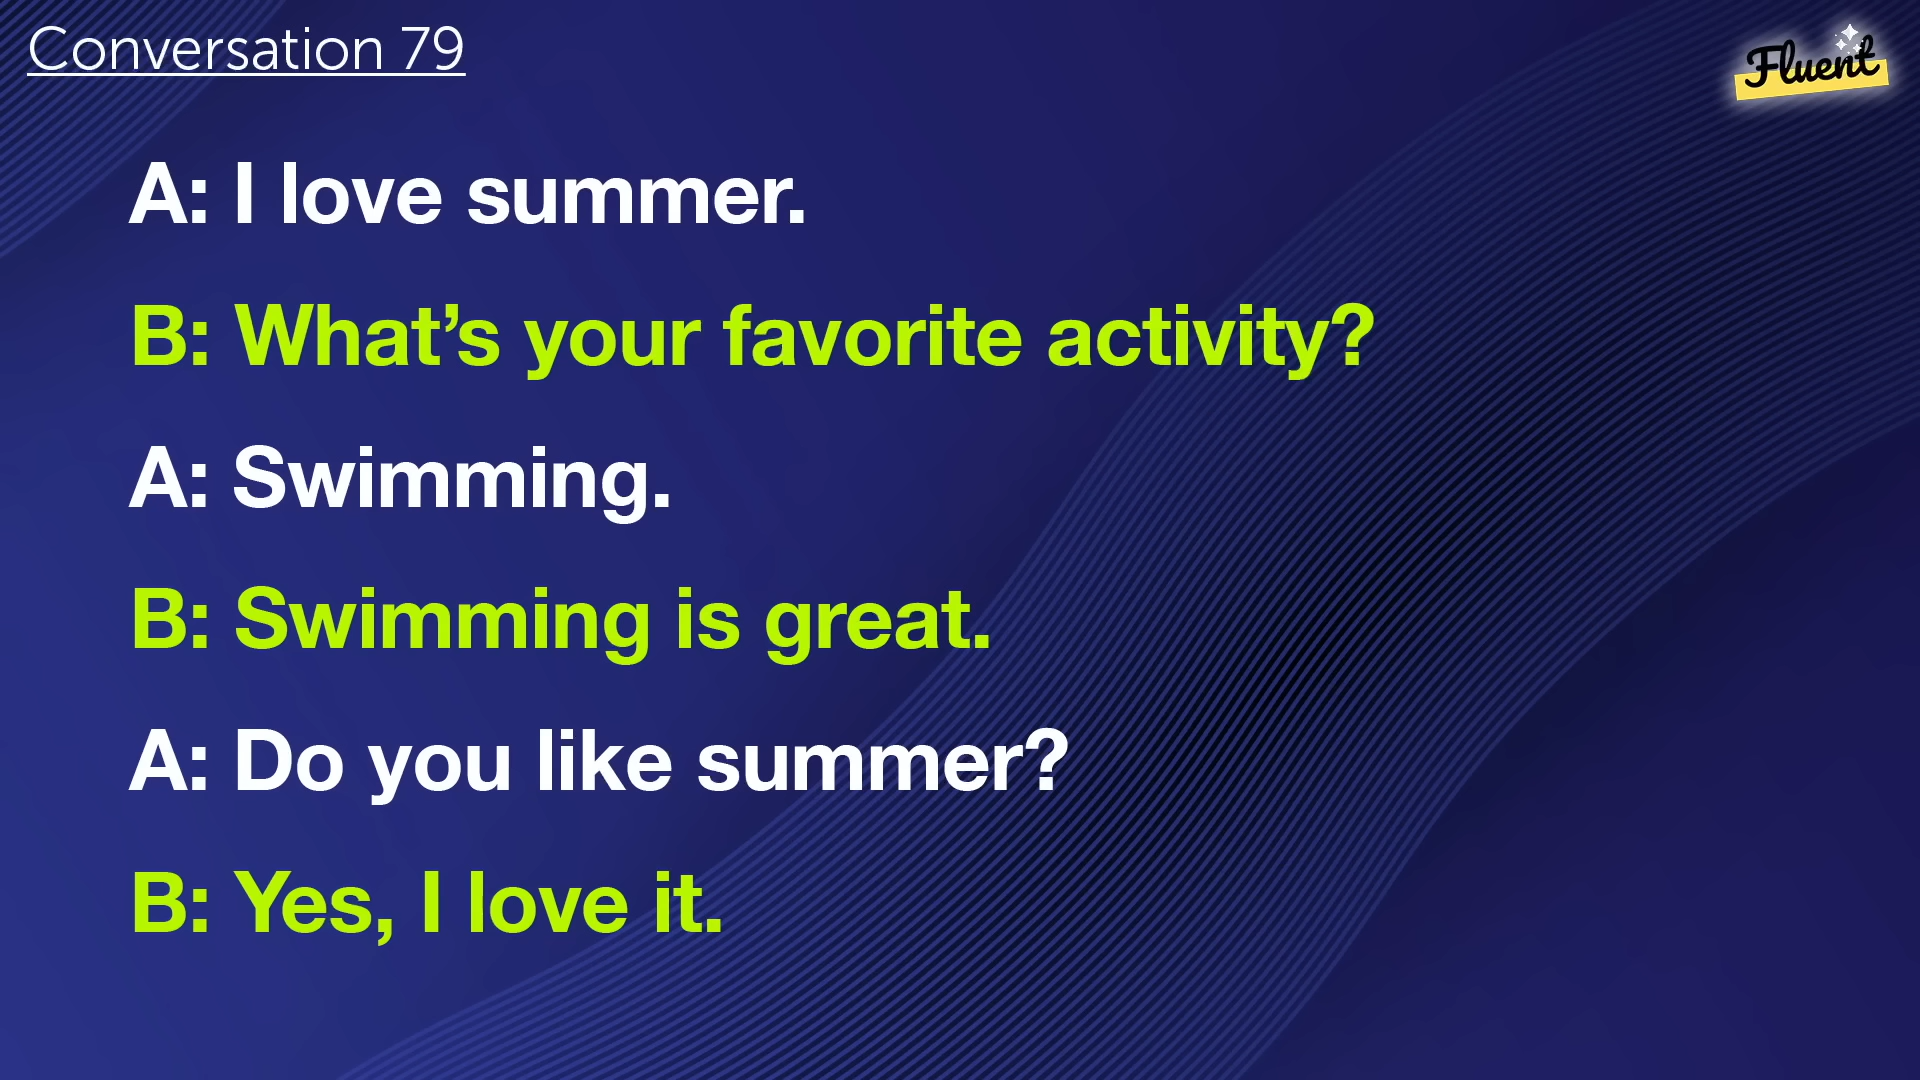 Conversation 79
Fluent
A: I love summer.
B: What’s your favorite activity?
A: Swimming.
B: Swimming is great.
A: Do you like summer?
B: Yes, I love it.